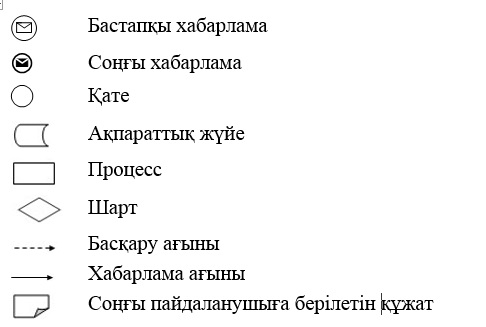 Бастапқы хабарлама
Соңғы хабарлама
Қате
Ақпараттық жүйе
Процесс
Шарт
Басқару ағыны
Хабарлама ағыны
Соңғы пайдаланушыға берілетін құжат